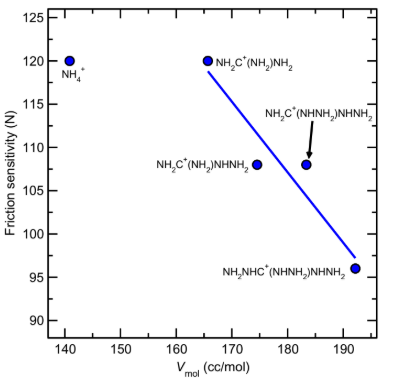 125
120
115
110
105
100
95
90
Friction sensitivity (N)
NH₄⁺
NH₂C⁺(NH₂)NH₂
NH₂C⁺(NHNH₂)NHNH₂
NH₂C⁺(NH₂)NHNH₂
NH₂NHC⁺(NHNH₂)NHNH₂
140 150 160 170 180 190
Vmol (cc/mol)